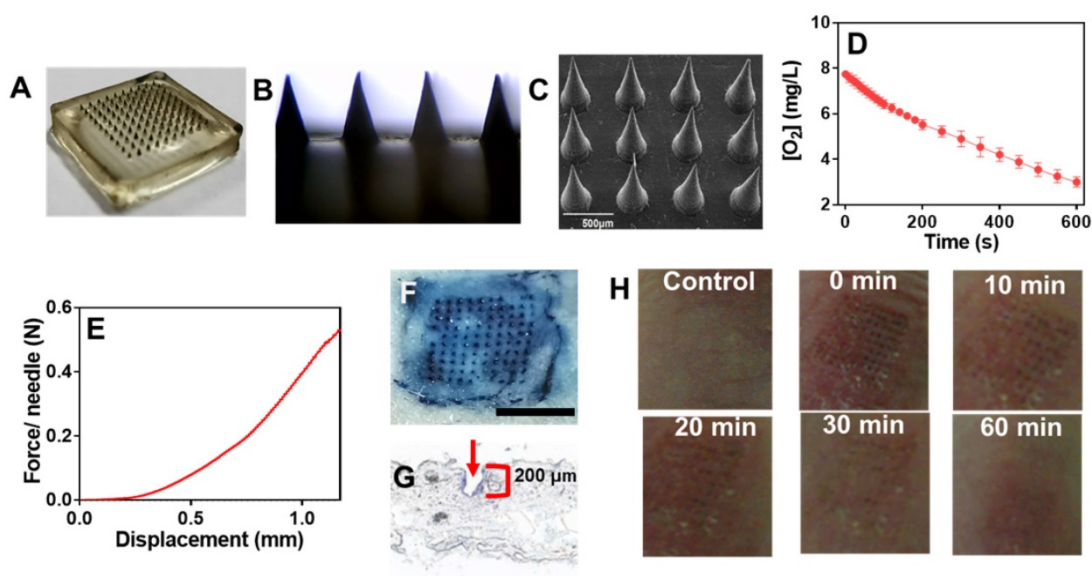 A
B
C
500µm
D
[O₂] (mg/L)
10
8
6
4
2
0
200
400
600
Time (s)
E
Force/ needle (N)
0.6
0.4
0.2
0.0
0.0
0.5
1.0
Displacement (mm)
F
G
200 µm
H
Control
0 min
10 min
20 min
30 min
60 min